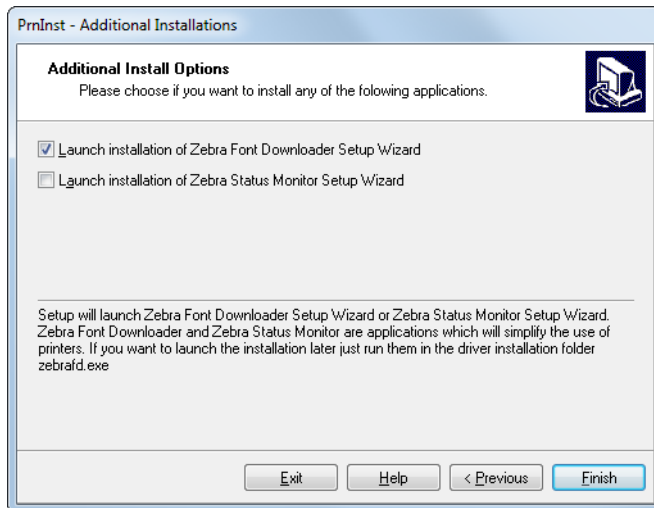 PrnInst - Additional Installations
Additional Install Options
Please choose if you want to install any of the folowing applications.
Launch installation of Zebra Font Downloader Setup Wizard
Launch installation of Zebra Status Monitor Setup Wizard
Setup will launch Zebra Font Downloader Setup Wizard or Zebra Status Monitor Setup Wizard.
Zebra Font Downloader and Zebra Status Monitor are applications which will simplify the use of
printers. If you want to launch the installation later just run them in the driver installation folder
zebrafd.exe
Exit Help < Previous Finish